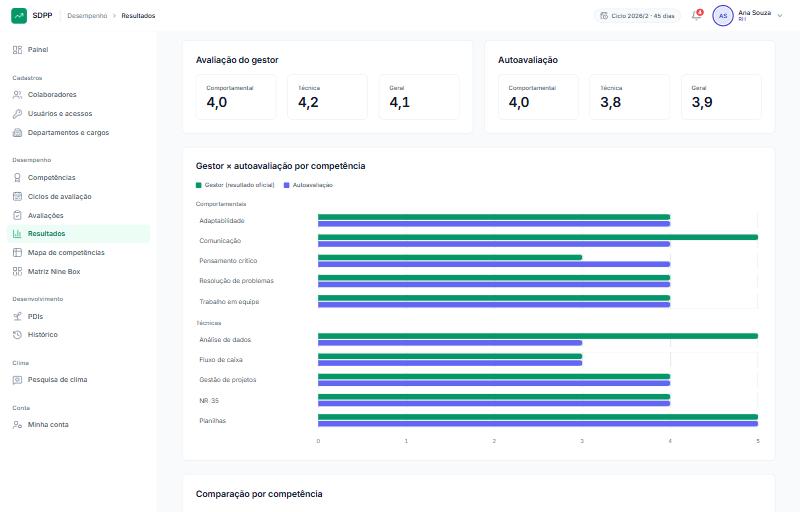 SDPP
Desempenho > Resultados
Ciclo 2026/2 · 45 dias
4
AS
Ana Souza
RH
Painel
Cadastros
Colaboradores
Usuários e acessos
Departamentos e cargos
Desempenho
Competências
Ciclos de avaliação
Avaliações
Resultados
Mapa de competências
Matriz Nine Box
Desenvolvimento
PDIs
Histórico
Clima
Pesquisa de clima
Conta
Minha conta
Avaliação do gestor
Comportamental
4,0
Técnica
4,2
Geral
4,1
Autoavaliação
Comportamental
4,0
Técnica
3,8
Geral
3,9
Gestor × autoavaliação por competência
Gestor (resultado oficial)
Autoavaliação
Comportamentais
Adaptabilidade
Comunicação
Pensamento crítico
Resolução de problemas
Trabalho em equipe
Técnicas
Análise de dados
Fluxo de caixa
Gestão de projetos
NR-35
Planilhas
0 1 2 3 4 5
Comparação por competência